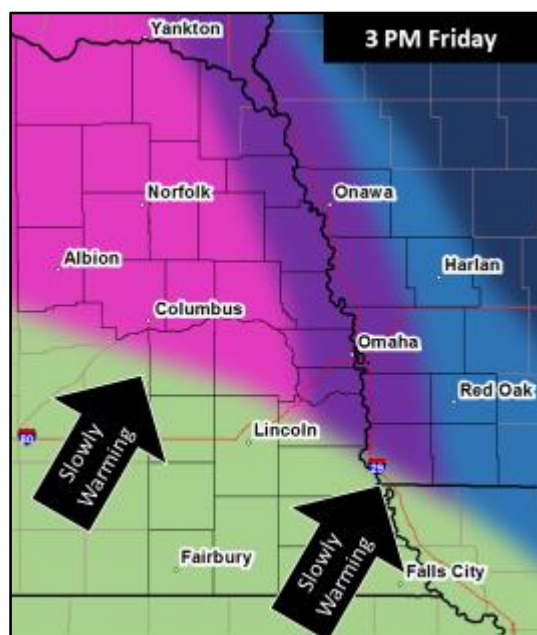 3 PM Friday
Yankton
Norfolk
Onawa
Albion
Harlan
Columbus
Omaha
Red Oak
80
Lincoln
Slowly
Warming
29
Slowly
Warming
Fairbury
Falls City